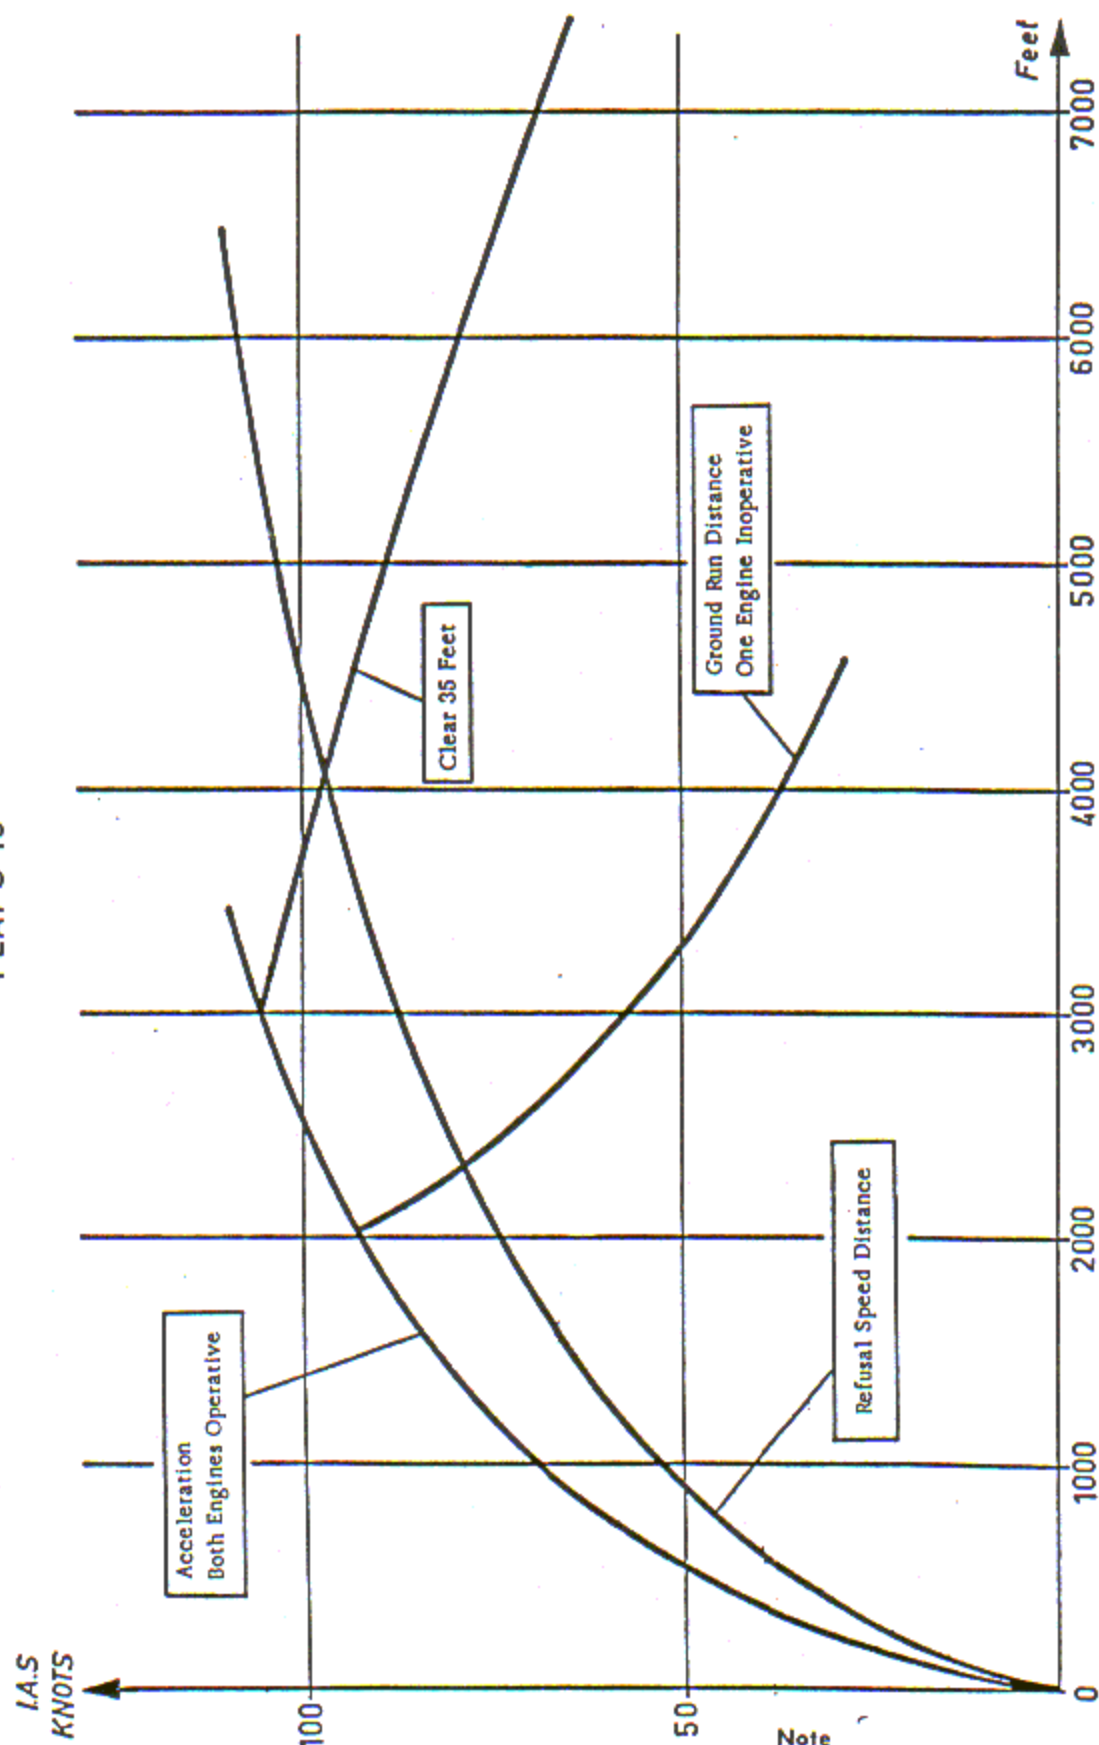 I.A.S
KNOTS
100
50
Acceleration
Both Engines Operative
Clear 35 Feet
Ground Run Distance
One Engine Inoperative
Refusal Speed Distance
0
1000
2000
3000
4000
5000
6000
7000
Feet
Note